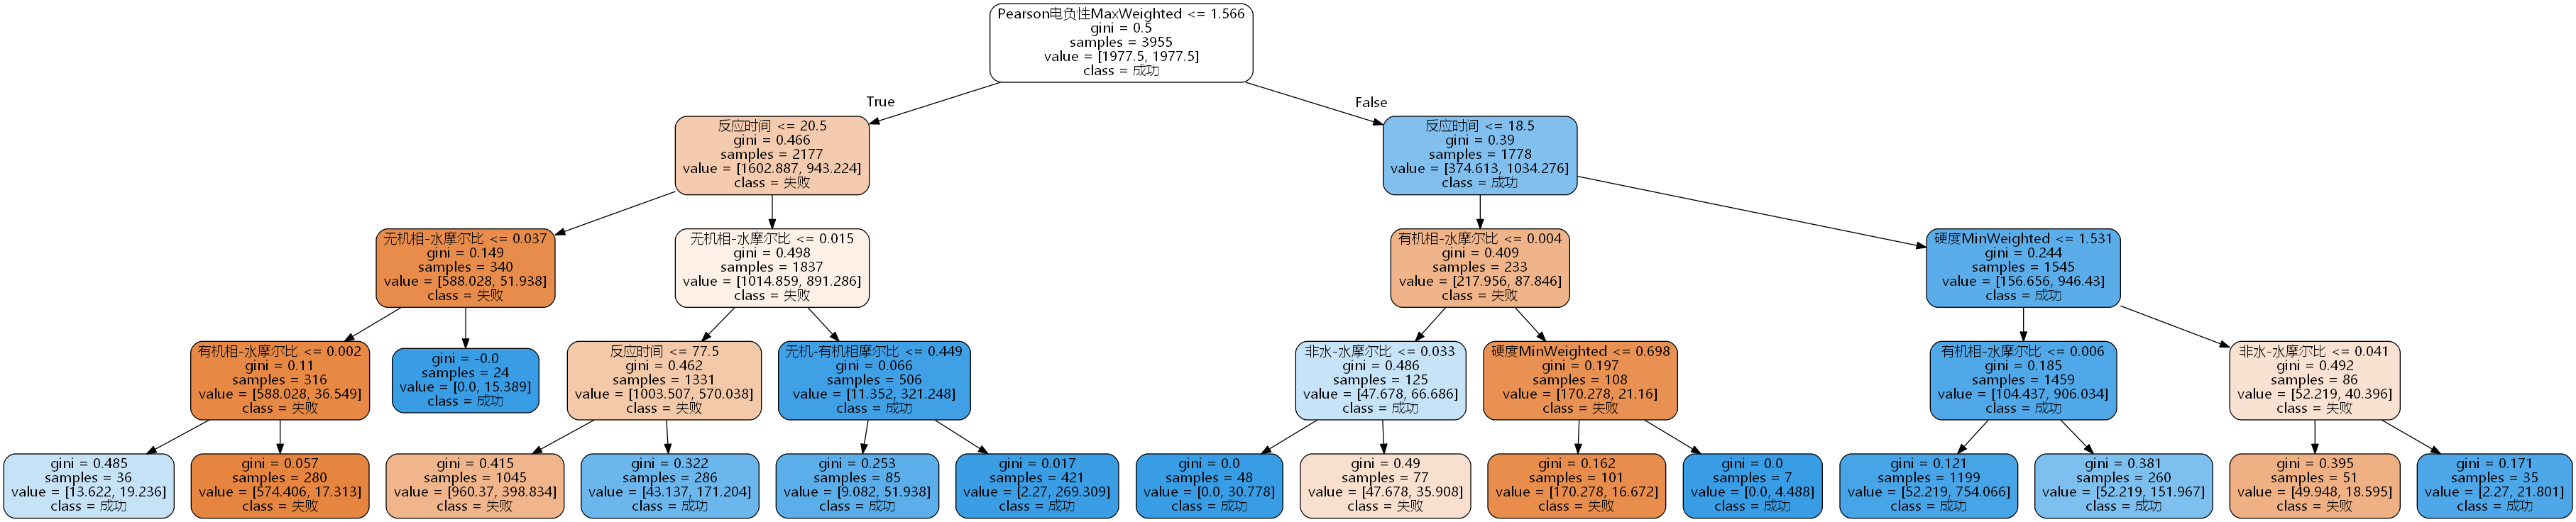 Pearson电负性MaxWeighted <= 1.566
gini = 0.5
samples = 3955
value = [1977.5, 1977.5]
class = 成功
True
False
反应时间 <= 20.5
gini = 0.466
samples = 2177
value = [1602.887, 943.224]
class = 失败
反应时间 <= 18.5
gini = 0.39
samples = 1778
value = [374.613, 1034.276]
class = 成功
无机相-水摩尔比 <= 0.037
gini = 0.149
samples = 340
value = [588.028, 51.938]
class = 失败
无机相-水摩尔比 <= 0.015
gini = 0.498
samples = 1837
value = [1014.859, 891.286]
class = 失败
有机相-水摩尔比 <= 0.004
gini = 0.409
samples = 233
value = [217.956, 87.846]
class = 失败
硬度MinWeighted <= 1.531
gini = 0.244
samples = 1545
value = [156.656, 946.43]
class = 成功
有机相-水摩尔比 <= 0.002
gini = 0.11
samples = 316
value = [588.028, 36.549]
class = 失败
gini = -0.0
samples = 24
value = [0.0, 15.389]
class = 成功
反应时间 <= 77.5
gini = 0.462
samples = 1331
value = [1003.507, 570.038]
class = 失败
无机-有机相摩尔比 <= 0.449
gini = 0.066
samples = 506
value = [11.352, 321.248]
class = 成功
非水-水摩尔比 <= 0.033
gini = 0.486
samples = 125
value = [47.678, 66.686]
class = 成功
硬度MinWeighted <= 0.698
gini = 0.197
samples = 108
value = [170.278, 21.16]
class = 失败
有机相-水摩尔比 <= 0.006
gini = 0.185
samples = 1459
value = [104.437, 906.034]
class = 成功
非水-水摩尔比 <= 0.041
gini = 0.492
samples = 86
value = [52.219, 40.396]
class = 失败
gini = 0.485
samples = 36
value = [13.622, 19.236]
class = 成功
gini = 0.057
samples = 280
value = [574.406, 17.313]
class = 失败
gini = 0.415
samples = 1045
value = [960.37, 398.834]
class = 失败
gini = 0.322
samples = 286
value = [43.137, 171.204]
class = 成功
gini = 0.253
samples = 85
value = [9.082, 51.938]
class = 成功
gini = 0.017
samples = 421
value = [2.27, 269.309]
class = 成功
gini = 0.0
samples = 48
value = [0.0, 30.778]
class = 成功
gini = 0.49
samples = 77
value = [47.678, 35.908]
class = 失败
gini = 0.162
samples = 101
value = [170.278, 16.672]
class = 失败
gini = 0.0
samples = 7
value = [0.0, 4.488]
class = 成功
gini = 0.121
samples = 1199
value = [52.219, 754.066]
class = 成功
gini = 0.381
samples = 260
value = [52.219, 151.967]
class = 成功
gini = 0.395
samples = 51
value = [49.948, 18.595]
class = 失败
gini = 0.171
samples = 35
value = [2.27, 21.801]
class = 成功